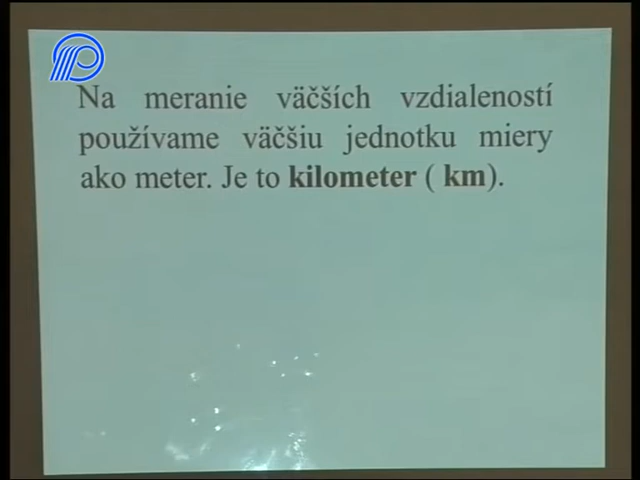 Na meranie väčších vzdialeností
používame väčšiu jednotku miery
ako meter. Je to kilometer ( km).